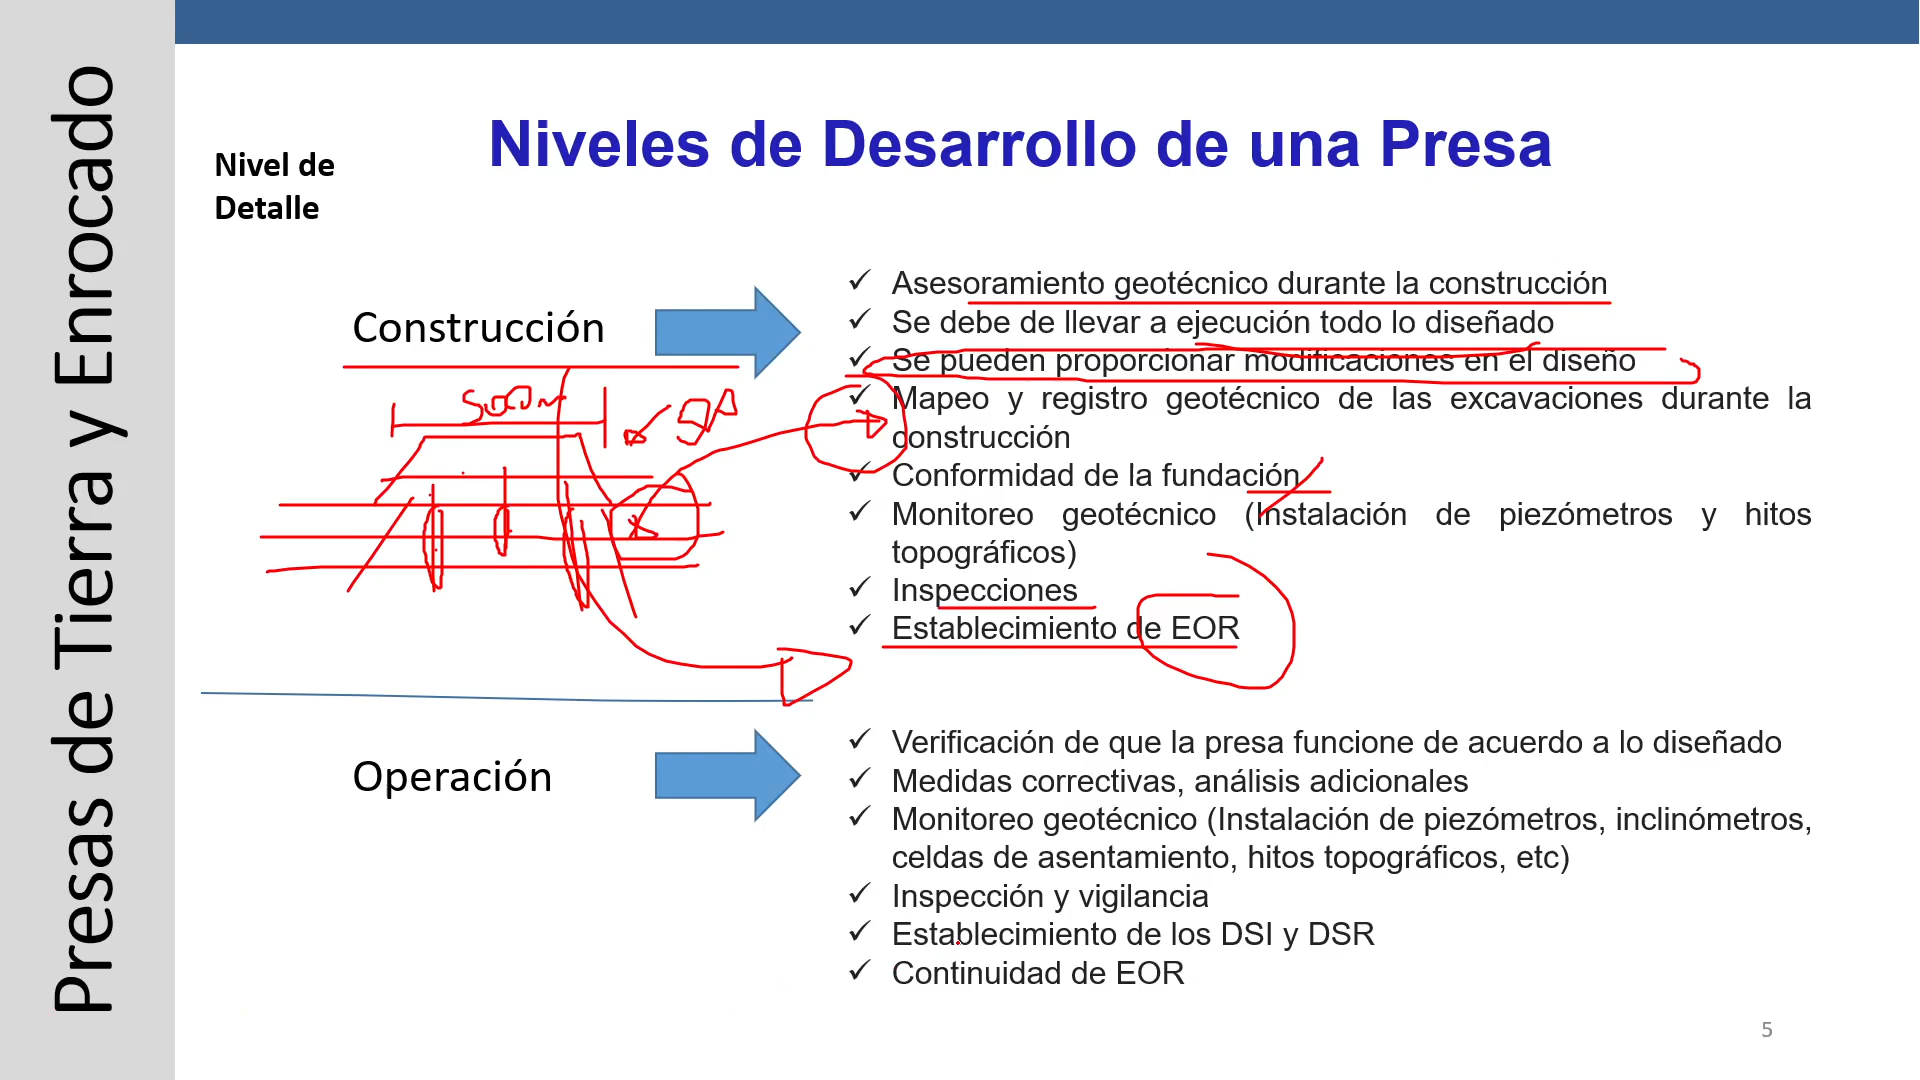 Presas de Tierra y Enrocado
Niveles de Desarrollo de una Presa
Nivel de
Detalle
Construcción
✓ Asesoramiento geotécnico durante la construcción
✓ Se debe de llevar a ejecución todo lo diseñado
✓ Se pueden proporcionar modificaciones en el diseño
✓ Mapeo y registro geotécnico de las excavaciones durante la
construcción
✓ Conformidad de la fundación
✓ Monitoreo geotécnico (Instalación de piezómetros y hitos
topográficos)
✓ Inspecciones
✓ Establecimiento de EOR
500m
Operación
✓ Verificación de que la presa funcione de acuerdo a lo diseñado
✓ Medidas correctivas, análisis adicionales
✓ Monitoreo geotécnico (Instalación de piezómetros, inclinómetros,
celdas de asentamiento, hitos topográficos, etc)
✓ Inspección y vigilancia
✓ Establecimiento de los DSI y DSR
✓ Continuidad de EOR
5